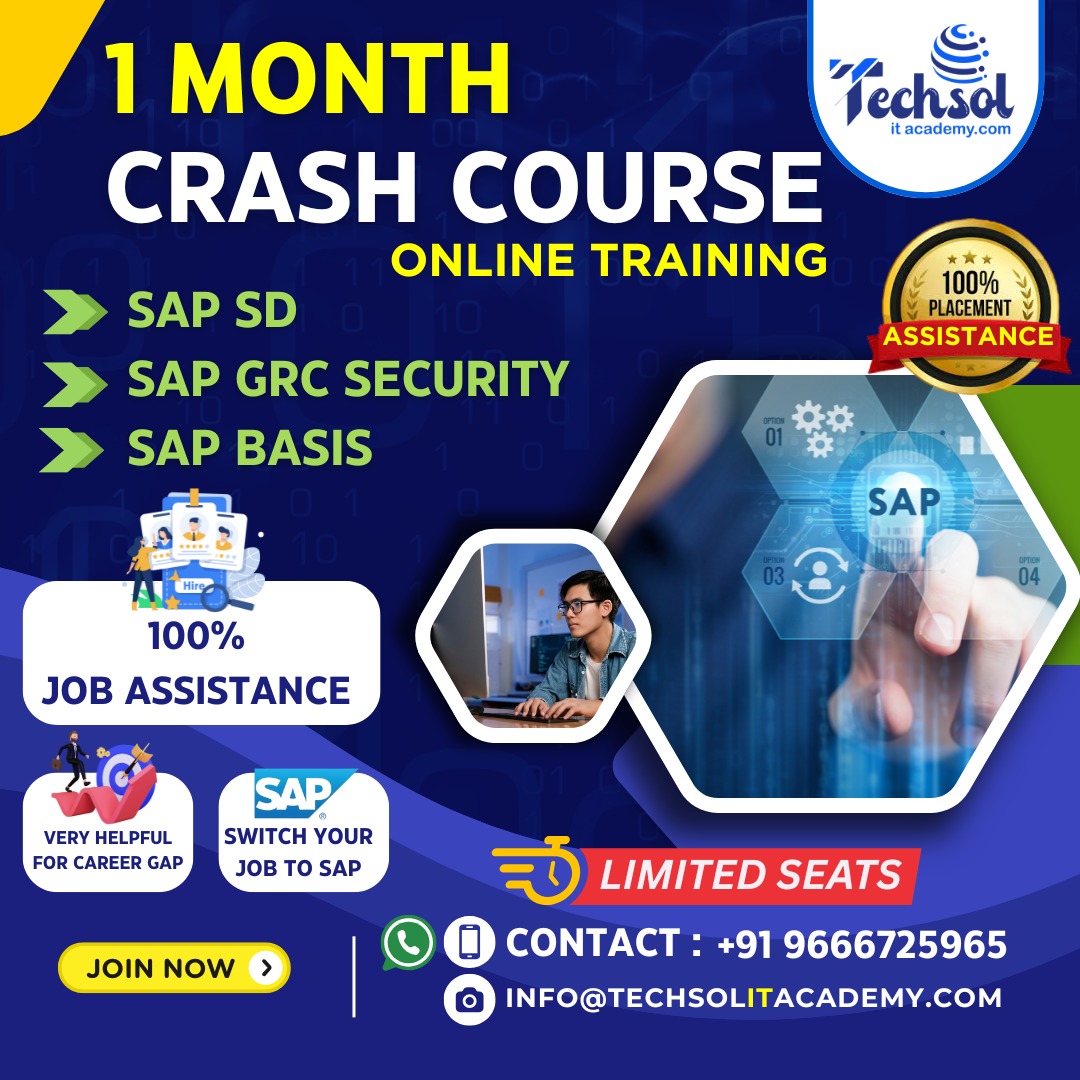 1 MONTH
CRASH COURSE
ONLINE TRAINING
Techsol
it academy.com
100%
PLACEMENT
ASSISTANCE
SAP SD
SAP GRC SECURITY
SAP BASIS
OPTION
01
SAP
03
OPTION
04
Hire
100%
JOB ASSISTANCE
VERY HELPFUL
FOR CAREER GAP
SAP
®
SWITCH YOUR
JOB TO SAP
LIMITED SEATS
JOIN NOW
CONTACT : +91 9666725965
INFO@TECHSOLITACADEMY.COM